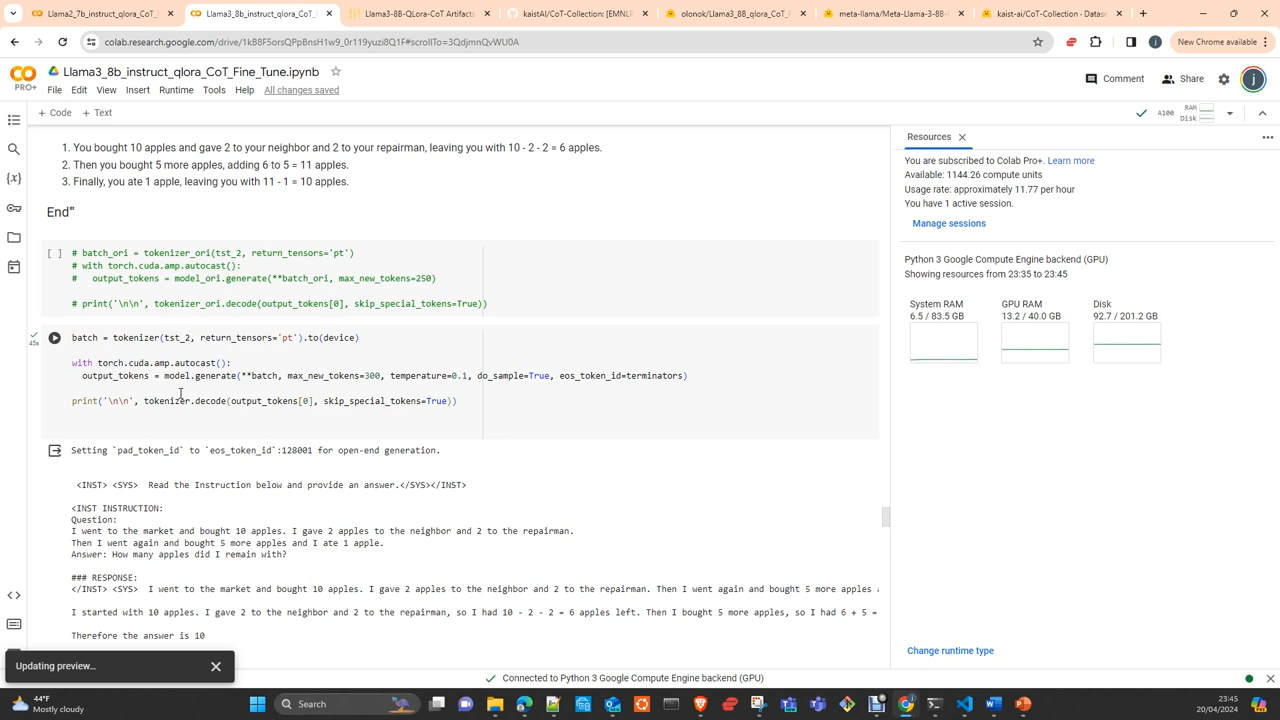 Llama2_7b_instruct_qlora_CoT_
Llama3_8b_instruct_qlora_CoT_F
Llama3-8B-QLora-CoT Artifacts
kaistAI/CoT-Collection: [EMNLP
olonok/Llama3_8B_qlora_CoT_F
meta-llama/Meta-Llama-3-8B-
kaist-ai/CoT-Collection · Datase
colab.research.google.com/drive/1kB8F5orsQPpBnsH1w9_0r119yuzi8Q1F#scrollTo=3QdjmnQvWU0A
New Chrome available
PRO+
Llama3_8b_instruct_qlora_CoT_Fine_Tune.ipynb
File Edit View Insert Runtime Tools Help All changes saved
Comment
Share
+ Code + Text
A100
RAM
Disk
1. You bought 10 apples and gave 2 to your neighbor and 2 to your repairman, leaving you with 10 - 2 - 2 = 6 apples.
2. Then you bought 5 more apples, adding 6 to 5 = 11 apples.
3. Finally, you ate 1 apple, leaving you with 11 - 1 = 10 apples.
End'"
[ ] # batch_ori = tokenizer_ori(tst_2, return_tensors='pt')
# with torch.cuda.amp.autocast():
#   output_tokens = model_ori.generate(**batch_ori, max_new_tokens=250)
# print('\n\n', tokenizer_ori.decode(output_tokens[0], skip_special_tokens=True))
45s
batch = tokenizer(tst_2, return_tensors='pt').to(device)
with torch.cuda.amp.autocast():
output_tokens = model.generate(**batch, max_new_tokens=300, temperature=0.1, do_sample=True, eos_token_id=terminators)
print('\n\n', tokenizer.decode(output_tokens[0], skip_special_tokens=True))
Setting `pad_token_id` to `eos_token_id`:128001 for open-end generation.
<INST> <SYS>  Read the Instruction below and provide an answer.</SYS></INST>
<INST INSTRUCTION:
Question:
I went to the market and bought 10 apples. I gave 2 apples to the neighbor and 2 to the repairman.
Then I went again and bought 5 more apples and I ate 1 apple.
Answer: How many apples did I remain with?
### RESPONSE:
</INST> <SYS>  I went to the market and bought 10 apples. I gave 2 apples to the neighbor and 2 to the repairman. Then I went again and bought 5 more apples
I started with 10 apples. I gave 2 to the neighbor and 2 to the repairman, so I had 10 - 2 - 2 = 6 apples left. Then I bought 5 more apples, so I had 6 + 5 =
Therefore the answer is 10
Resources
You are subscribed to Colab Pro+. Learn more
Available: 1144.26 compute units
Usage rate: approximately 11.77 per hour
You have 1 active session.
Manage sessions
Python 3 Google Compute Engine backend (GPU)
Showing resources from 23:35 to 23:45
System RAM
6.5 / 83.5 GB
GPU RAM
13.2 / 40.0 GB
Disk
92.7 / 201.2 GB
Change runtime type
Updating preview...
Connected to Python 3 Google Compute Engine backend (GPU)
44°F
Mostly cloudy
Search
23:45
20/04/2024